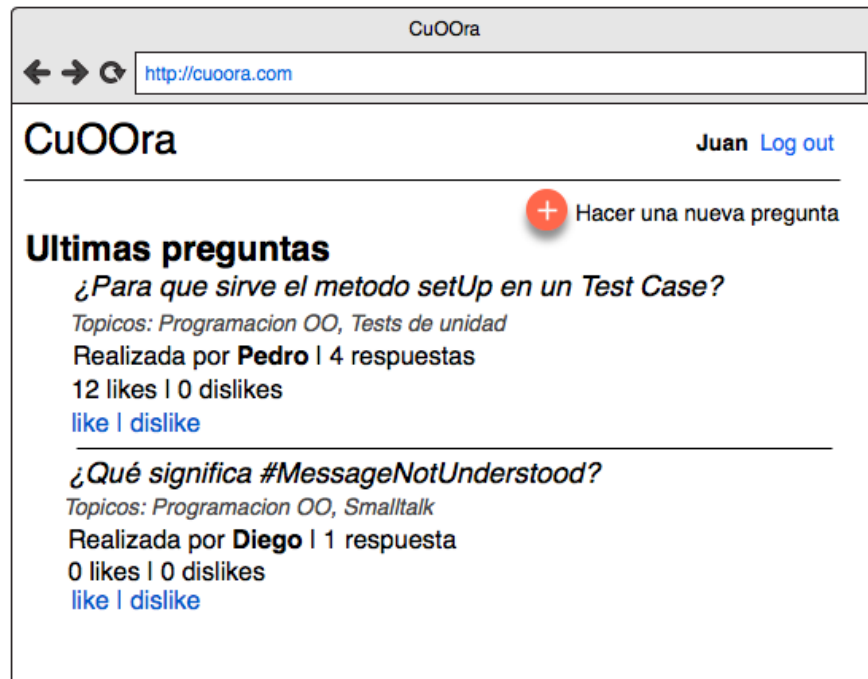 CuOOra
http://cuoora.com
CuOOra
Juan Log out
+ Hacer una nueva pregunta
Ultimas preguntas
¿Para que sirve el metodo setUp en un Test Case?
Topicos: Programacion OO, Tests de unidad
Realizada por Pedro | 4 respuestas
12 likes | 0 dislikes
like | dislike
¿Qué significa #MessageNotUnderstood?
Topicos: Programacion OO, Smalltalk
Realizada por Diego | 1 respuesta
0 likes | 0 dislikes
like | dislike